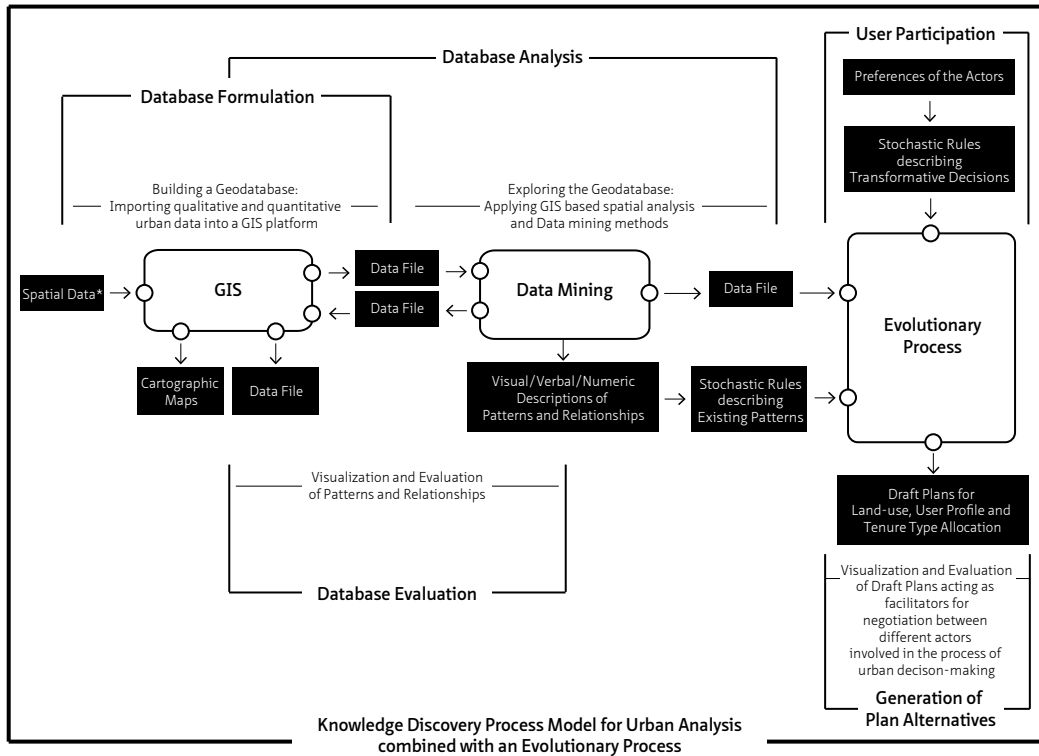 User Participation
Database Analysis
Database Formulation
Preferences of the Actors
Stochastic Rules
describing
Transformative Decisions
Building a Geodatabase:
Importing qualitative and quantitative
urban data into a GIS platform
Exploring the Geodatabase:
Applying GIS based spatial analysis
and Data mining methods
Spatial Data*
GIS
Data File
Data File
Data Mining
Data File
Evolutionary
Process
Cartographic
Maps
Data File
Visual/Verbal/Numeric
Descriptions of
Patterns and Relationships
Stochastic Rules
describing
Existing Patterns
Visualization and Evaluation
of Patterns and Relationships
Database Evaluation
Draft Plans for
Land-use, User Profile and
Tenure Type Allocation
Visualization and Evaluation
of Draft Plans acting as
facilitators for
negotiation between
different actors
involved in the process of
urban decison-making
Generation of
Plan Alternatives
Knowledge Discovery Process Model for Urban Analysis
combined with an Evolutionary Process